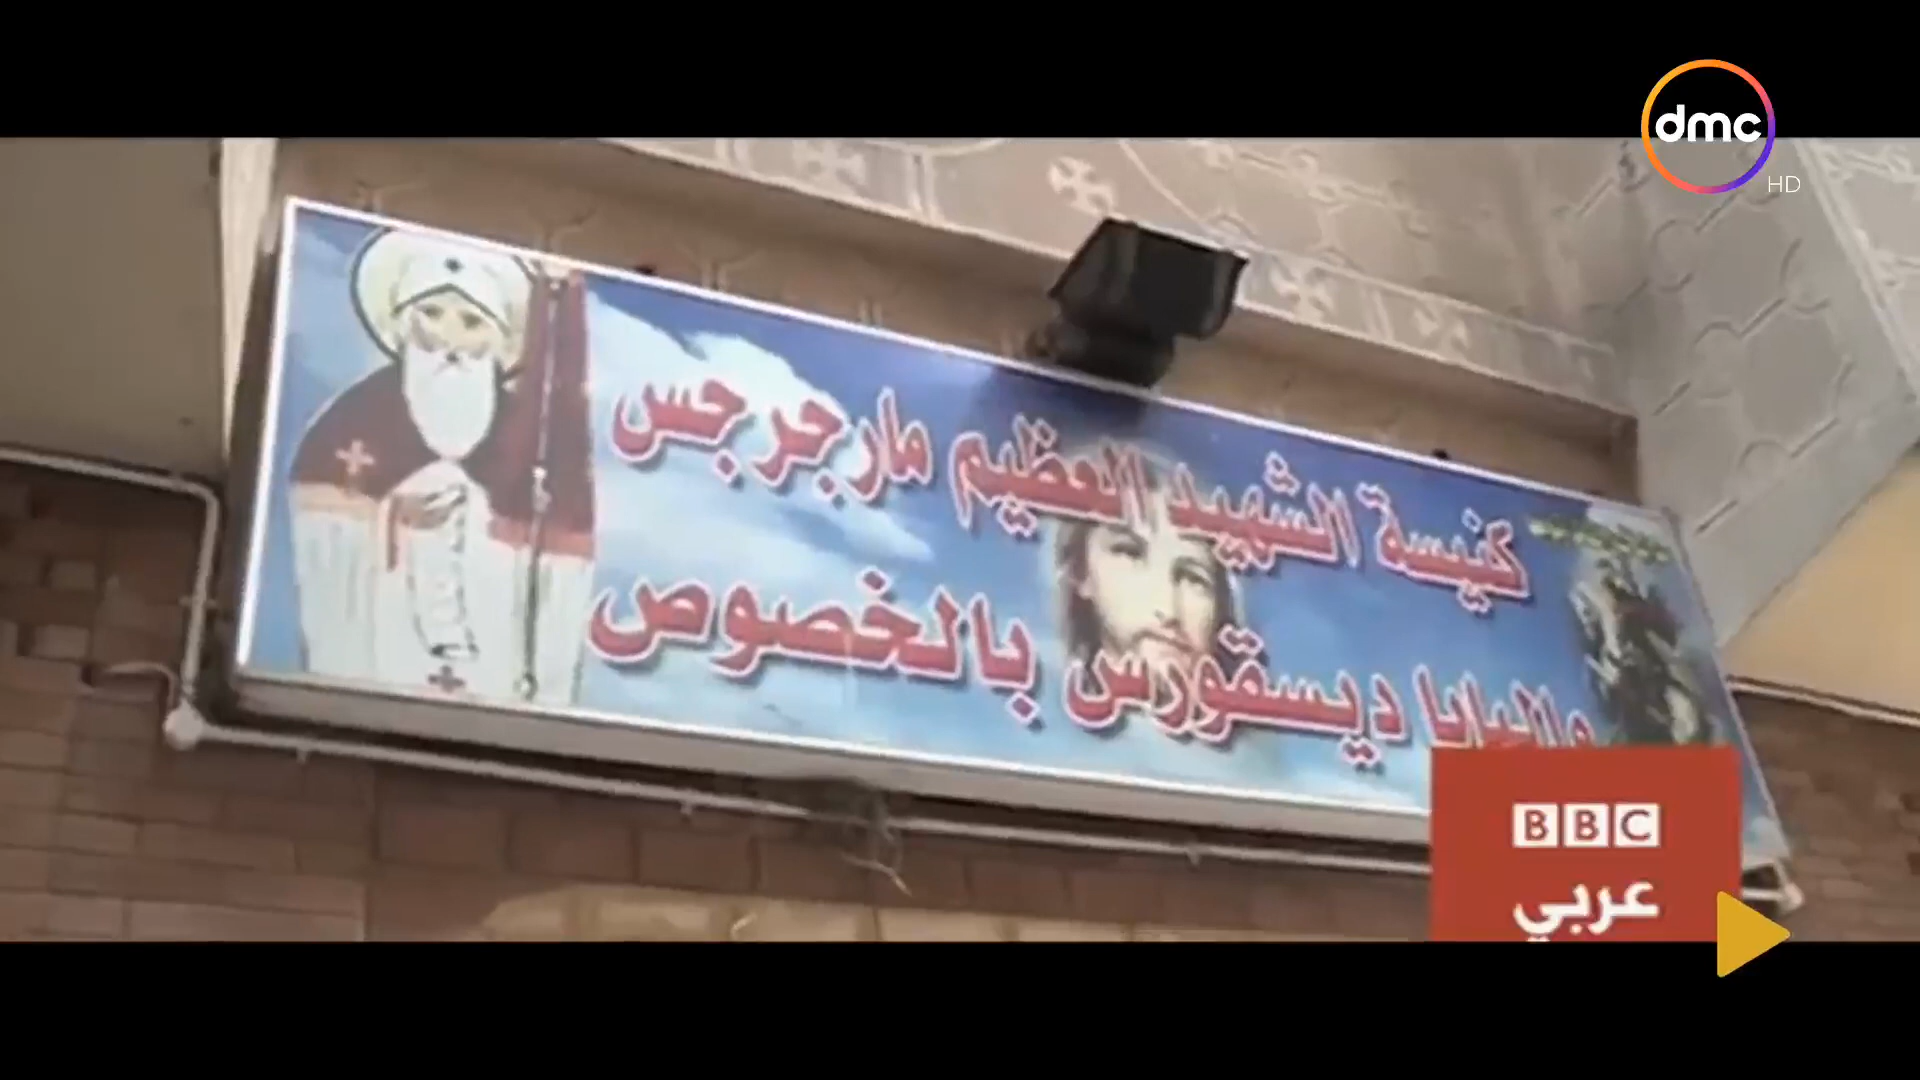 dmc
HD
كنيسة الشهيد العظيم مارجرجس
والبابا ديسقورس بالخصوص
BBC
عربي